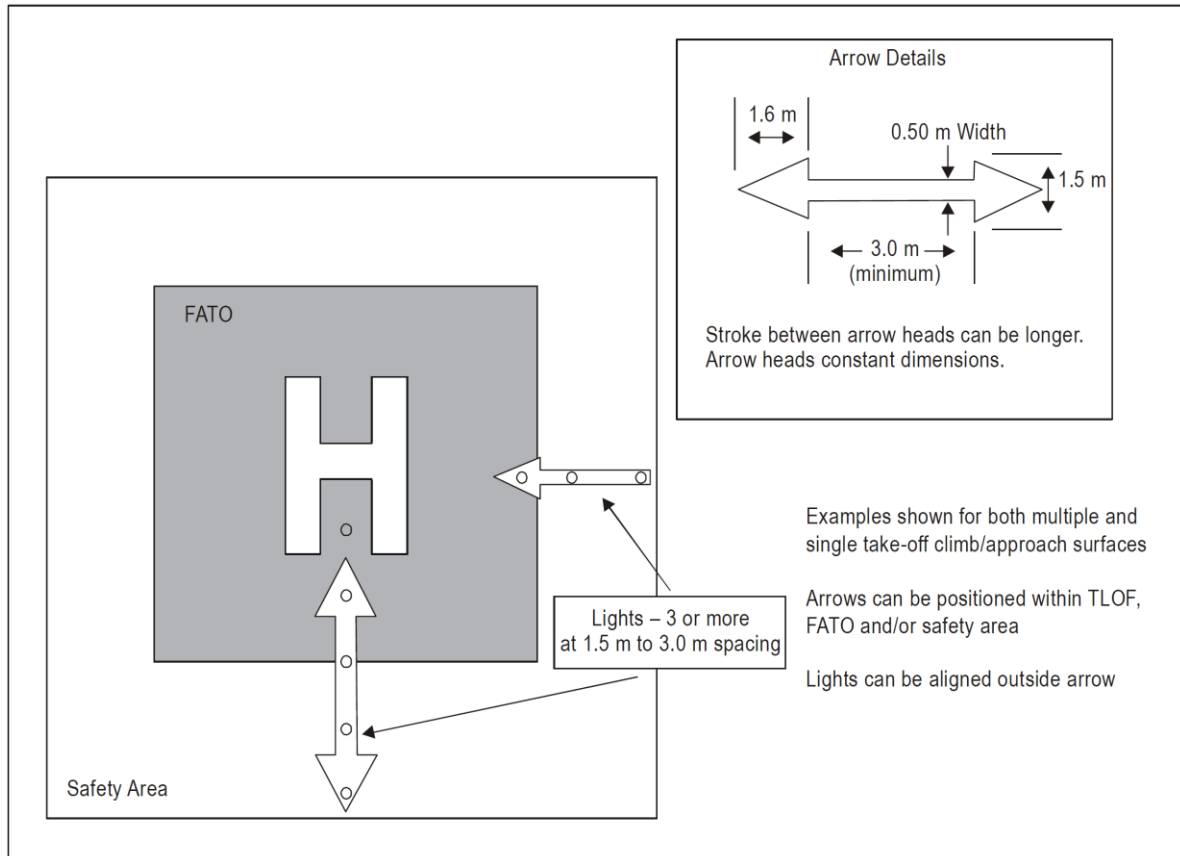 Arrow Details
1.6 m
0.50 m Width
1.5 m
3.0 m
(minimum)
Stroke between arrow heads can be longer.
Arrow heads constant dimensions.
FATO
H
Examples shown for both multiple and
single take-off climb/approach surfaces
Lights – 3 or more
at 1.5 m to 3.0 m spacing
Arrows can be positioned within TLOF,
FATO and/or safety area
Lights can be aligned outside arrow
Safety Area